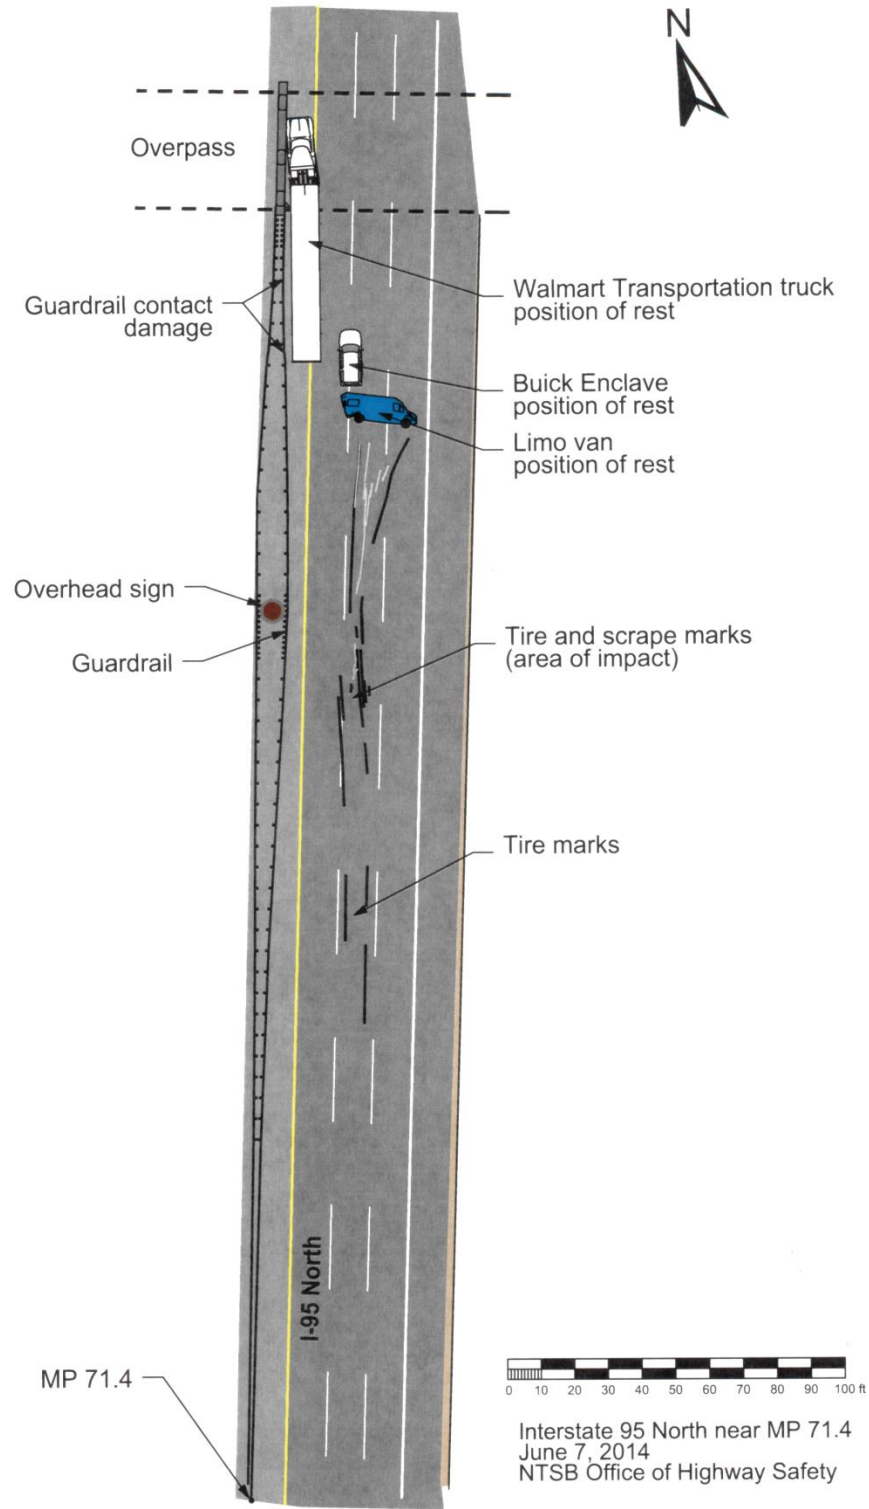 N
Overpass
Walmart Transportation truck
position of rest
Guardrail contact
damage
Buick Enclave
position of rest
Limo van
position of rest
Overhead sign
Tire and scrape marks
(area of impact)
Guardrail
Tire marks
I-95 North
MP 71.4
0 10 20 30 40 50 60 70 80 90 100 ft
Interstate 95 North near MP 71.4
June 7, 2014
NTSB Office of Highway Safety